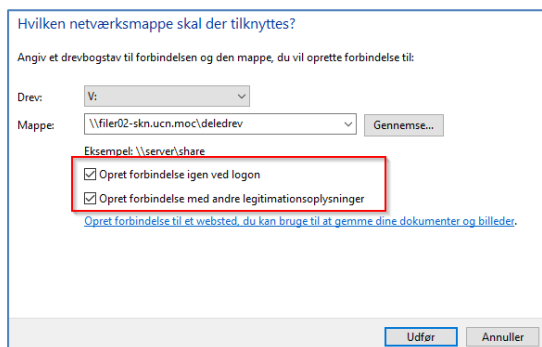 Hvilken netværksmappe skal der tilknyttes?
Angiv et drevbogstav til forbindelsen og den mappe, du vil oprette forbindelse til:
Drev: V:
Mappe: \\filer02-skn.ucn.moc\deledrev Gennemse...
Eksempel: \\server\share
Opret forbindelse igen ved logon
Opret forbindelse med andre legitimationsoplysninger
Opret forbindelse til et websted, du kan bruge til at gemme dine dokumenter og billeder.
Udfør Annuller